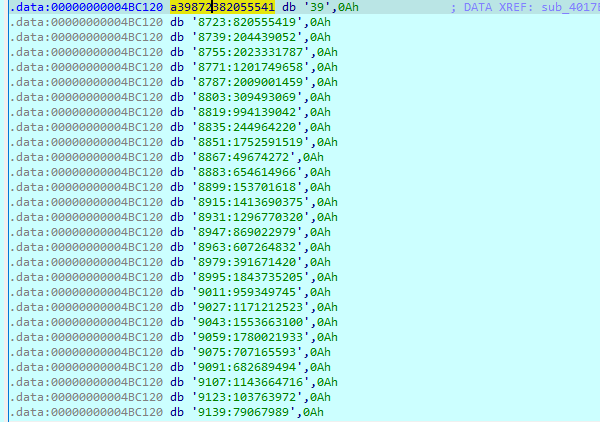 .data:00000000004BC120 a39872382055541 db '39',0Ah ; DATA XREF: sub_4017E
.data:00000000004BC120 db '8723:820555419',0Ah
.data:00000000004BC120 db '8739:204439052',0Ah
.data:00000000004BC120 db '8755:2023331787',0Ah
.data:00000000004BC120 db '8771:1201749658',0Ah
.data:00000000004BC120 db '8787:2009001459',0Ah
.data:00000000004BC120 db '8803:309493069',0Ah
.data:00000000004BC120 db '8819:994139042',0Ah
.data:00000000004BC120 db '8835:244964220',0Ah
.data:00000000004BC120 db '8851:1752591519',0Ah
.data:00000000004BC120 db '8867:49674272',0Ah
.data:00000000004BC120 db '8883:654614966',0Ah
.data:00000000004BC120 db '8899:153701618',0Ah
.data:00000000004BC120 db '8915:1413690375',0Ah
.data:00000000004BC120 db '8931:1296770320',0Ah
.data:00000000004BC120 db '8947:869022979',0Ah
.data:00000000004BC120 db '8963:607264832',0Ah
.data:00000000004BC120 db '8979:391671420',0Ah
.data:00000000004BC120 db '8995:1843735205',0Ah
.data:00000000004BC120 db '9011:959349745',0Ah
.data:00000000004BC120 db '9027:1171212523',0Ah
.data:00000000004BC120 db '9043:1553663100',0Ah
.data:00000000004BC120 db '9059:1780021933',0Ah
.data:00000000004BC120 db '9075:707165593',0Ah
.data:00000000004BC120 db '9091:682689494',0Ah
.data:00000000004BC120 db '9107:1143664716',0Ah
.data:00000000004BC120 db '9123:103763972',0Ah
.data:00000000004BC120 db '9139:79067989',0Ah